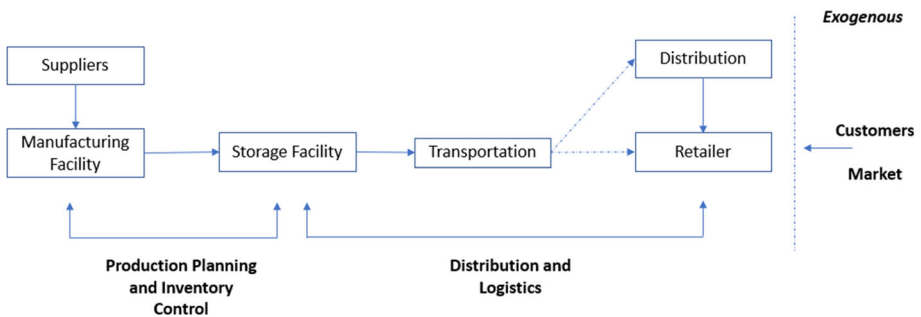 Exogenous
Suppliers
Distribution
Manufacturing
Facility
Storage Facility
Transportation
Retailer
Customers
Market
Production Planning
and Inventory
Control
Distribution and
Logistics